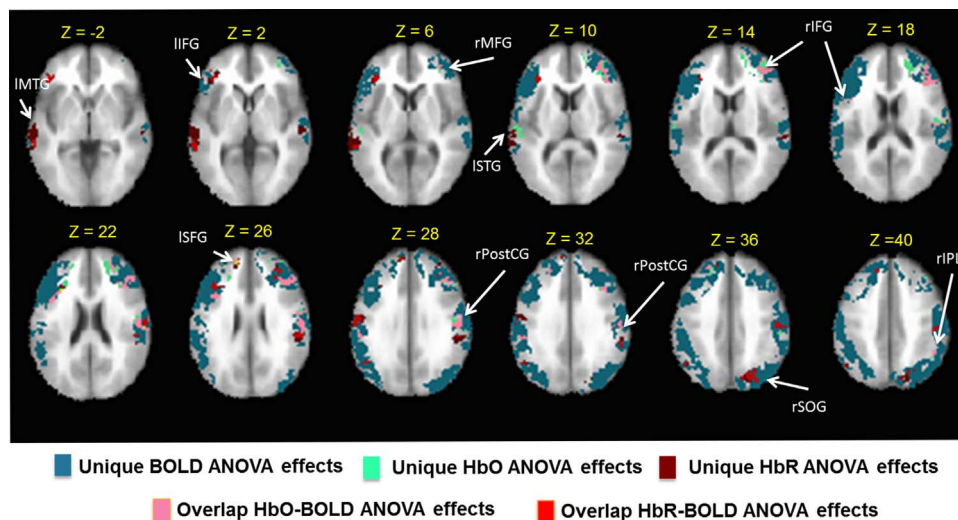 Z = -2 Z = 2 Z = 6 Z = 10 Z = 14 Z = 18
lMTG lIFG rMFG lSTG rIFG
Z = 22 Z = 26 Z = 28 Z = 32 Z = 36 Z =40
lSFG rPostCG rPostCG rSOG rIPL
Unique BOLD ANOVA effects Unique HbO ANOVA effects Unique HbR ANOVA effects
Overlap HbO-BOLD ANOVA effects Overlap HbR-BOLD ANOVA effects